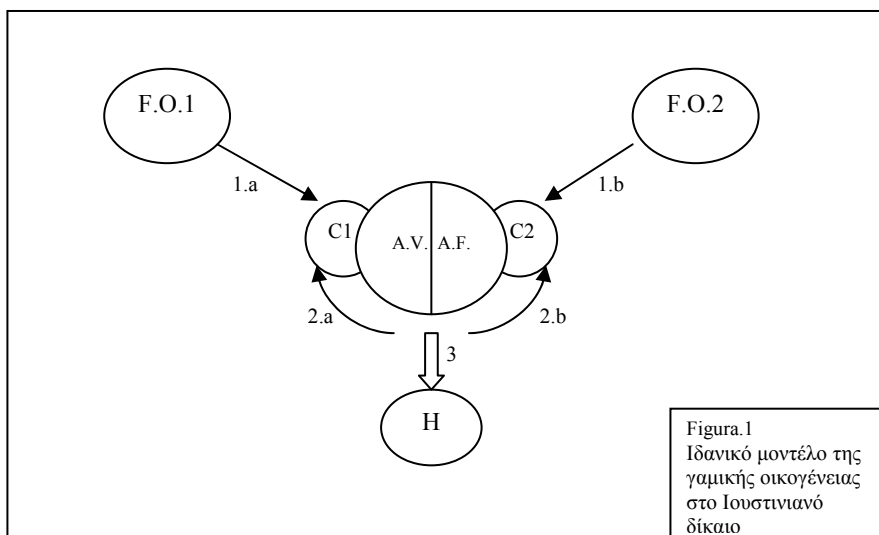 F.O.1
F.O.2
1.a
1.b
C1
A.V.
A.F.
C2
2.a
2.b
3
H
Figura.1
Ιδανικό μοντέλο της
γαμικής οικογένειας
στο Ιουστινιανό
δίκαιο